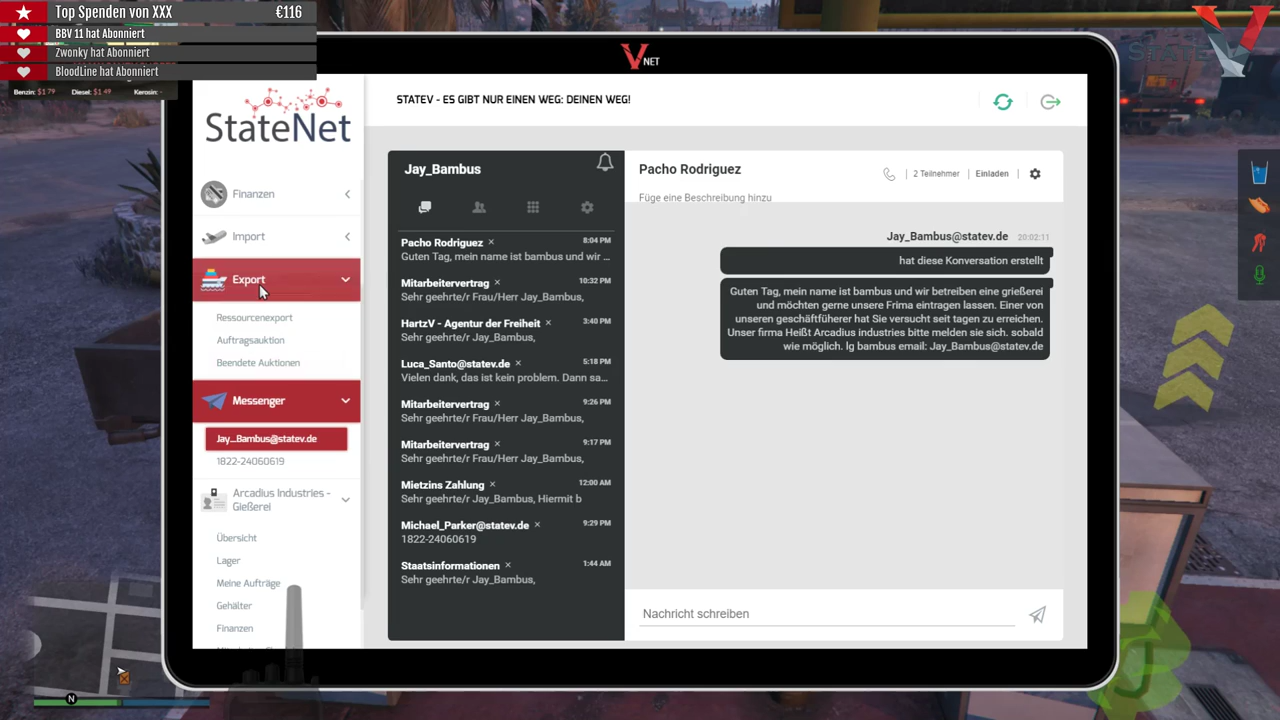 Top Spenden von XXX €116
BBV 11 hat Abonniert
Zwonky hat Abonniert
BloodLine hat Abonniert
Benzin: $1.79 Diesel: $1.49 Kerosin: -
V NET
STATE V
StateNet
Finanzen
Import
Export
Ressourcenexport
Auftragsauktion
Beendete Auktionen
Messenger
Jay_Bambus@statev.de
1822-24060619
Arcadius Industries -
Gießerei
Übersicht
Lager
Meine Aufträge
Gehälter
Finanzen
STATEV - ES GIBT NUR EINEN WEG: DEINEN WEG!
Jay_Bambus
Pacho Rodriguez × 8:04 PM
Guten Tag, mein name ist bambus und wir ...
Mitarbeitervertrag × 10:32 PM
Sehr geehrte/r Frau/Herr Jay_Bambus,
HartzV - Agentur der Freiheit × 3:40 PM
Sehr geehrte/r Jay_Bambus,
Luca_Santo@statev.de × 5:18 PM
Vielen dank, das ist kein problem. Dann sa...
Mitarbeitervertrag × 9:26 PM
Sehr geehrte/r Frau/Herr Jay_Bambus,
Mitarbeitervertrag × 9:17 PM
Sehr geehrte/r Frau/Herr Jay_Bambus,
Mietzins Zahlung × 12:00 AM
Sehr geehrte/r Jay_Bambus, Hiermit b
Michael_Parker@statev.de × 9:29 PM
1822-24060619
Staatsinformationen × 1:44 AM
Sehr geehrte/r Jay_Bambus,
Pacho Rodriguez
2 Teilnehmer | Einladen
Füge eine Beschreibung hinzu
Jay_Bambus@statev.de 20:02:11
hat diese Konversation erstellt
Guten Tag, mein name ist bambus und wir betreiben eine grießerei
und möchten gerne unsere Frima eintragen lassen. Einer von
unseren geschäftführer hat Sie versucht seit tagen zu erreichen.
Unser firma Heißt Arcadius industries bitte melden sie sich. sobald
wie möglich. lg bambus email: Jay_Bambus@statev.de
Nachricht schreiben
N